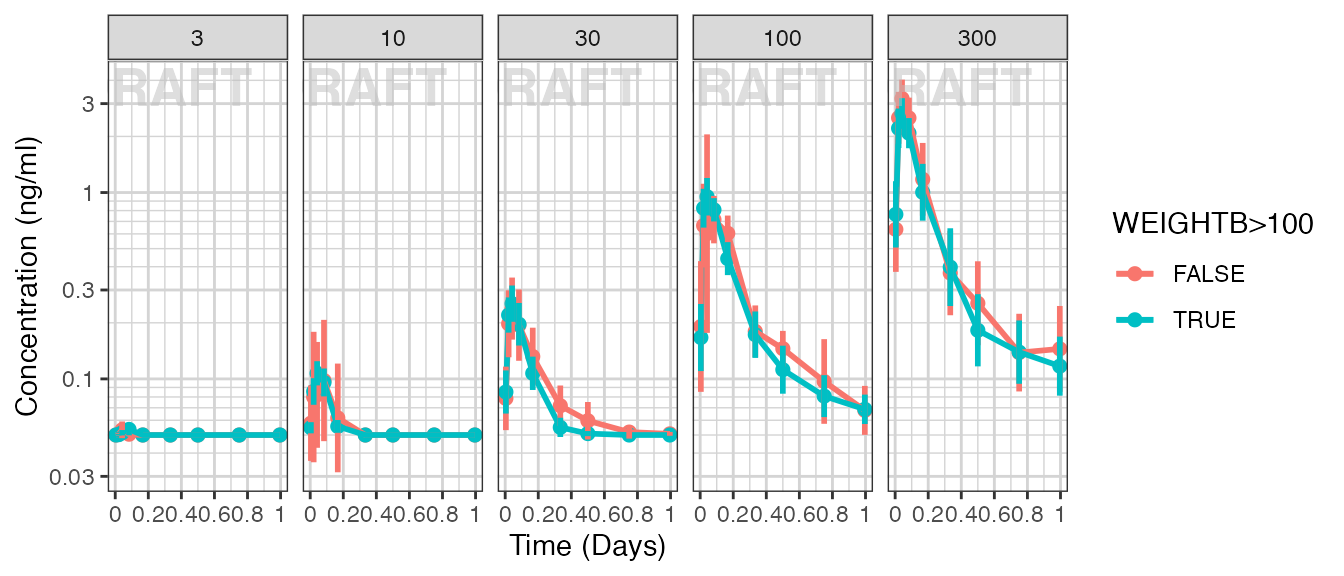 3 10 30 100 300
RAFT RAFT RAFT RAFT RAFT
3
1
0.3
0.1
0.03
Concentration (ng/ml)
0 0.20.40.60.8 1 0 0.20.40.60.8 1 0 0.20.40.60.8 1 0 0.20.40.60.8 1 0 0.20.40.60.8 1
Time (Days)
WEIGHTB>100
FALSE
TRUE